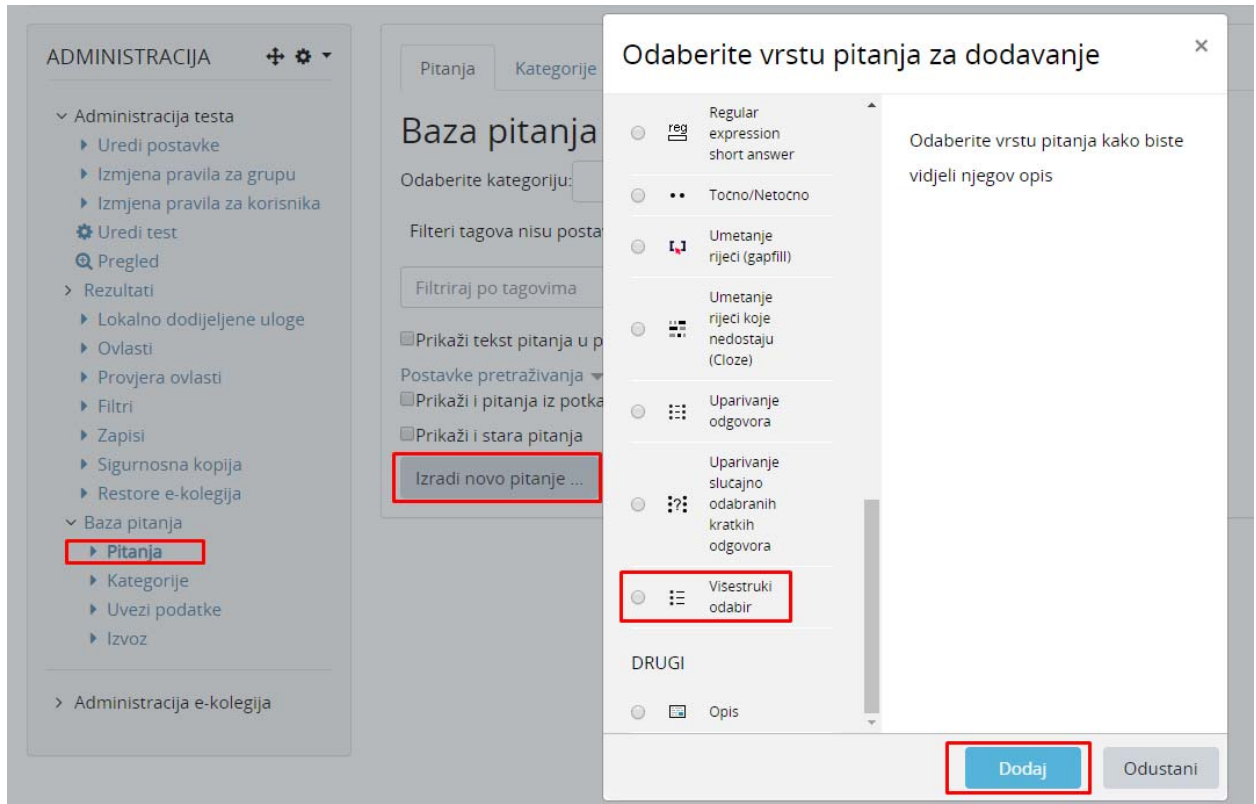 ADMINISTRACIJA
Administracija testa
Uredi postavke
Izmjena pravila za grupu
Izmjena pravila za korisnika
Uredi test
Pregled
Rezultati
Lokalno dodijeljene uloge
Ovlasti
Provjera ovlasti
Filtri
Zapisi
Sigurnosna kopija
Restore e-kolegija
Baza pitanja
Pitanja
Kategorije
Uvezi podatke
Izvoz
Administracija e-kolegija
Pitanja Kategorije
Baza pitanja
Odaberite kategoriju:
Filteri tagova nisu posta
Filtriraj po tagovima
Prikaži tekst pitanja u p
Postavke pretraživanja
Prikaži i pitanja iz potka
Prikaži i stara pitanja
Izradi novo pitanje ...
Odaberite vrstu pitanja za dodavanje ×
reg
Regular
expression
short answer
Točno/Netočno
Umetanje
riječi (gapfill)
Umetanje
riječi koje
nedostaju
(Cloze)
Uparivanje
odgovora
Uparivanje
slučajno
odabranih
kratkih
odgovora
Višestruki
odabir
DRUGI
Opis
Odaberite vrstu pitanja kako biste
vidjeli njegov opis
Dodaj Odustani